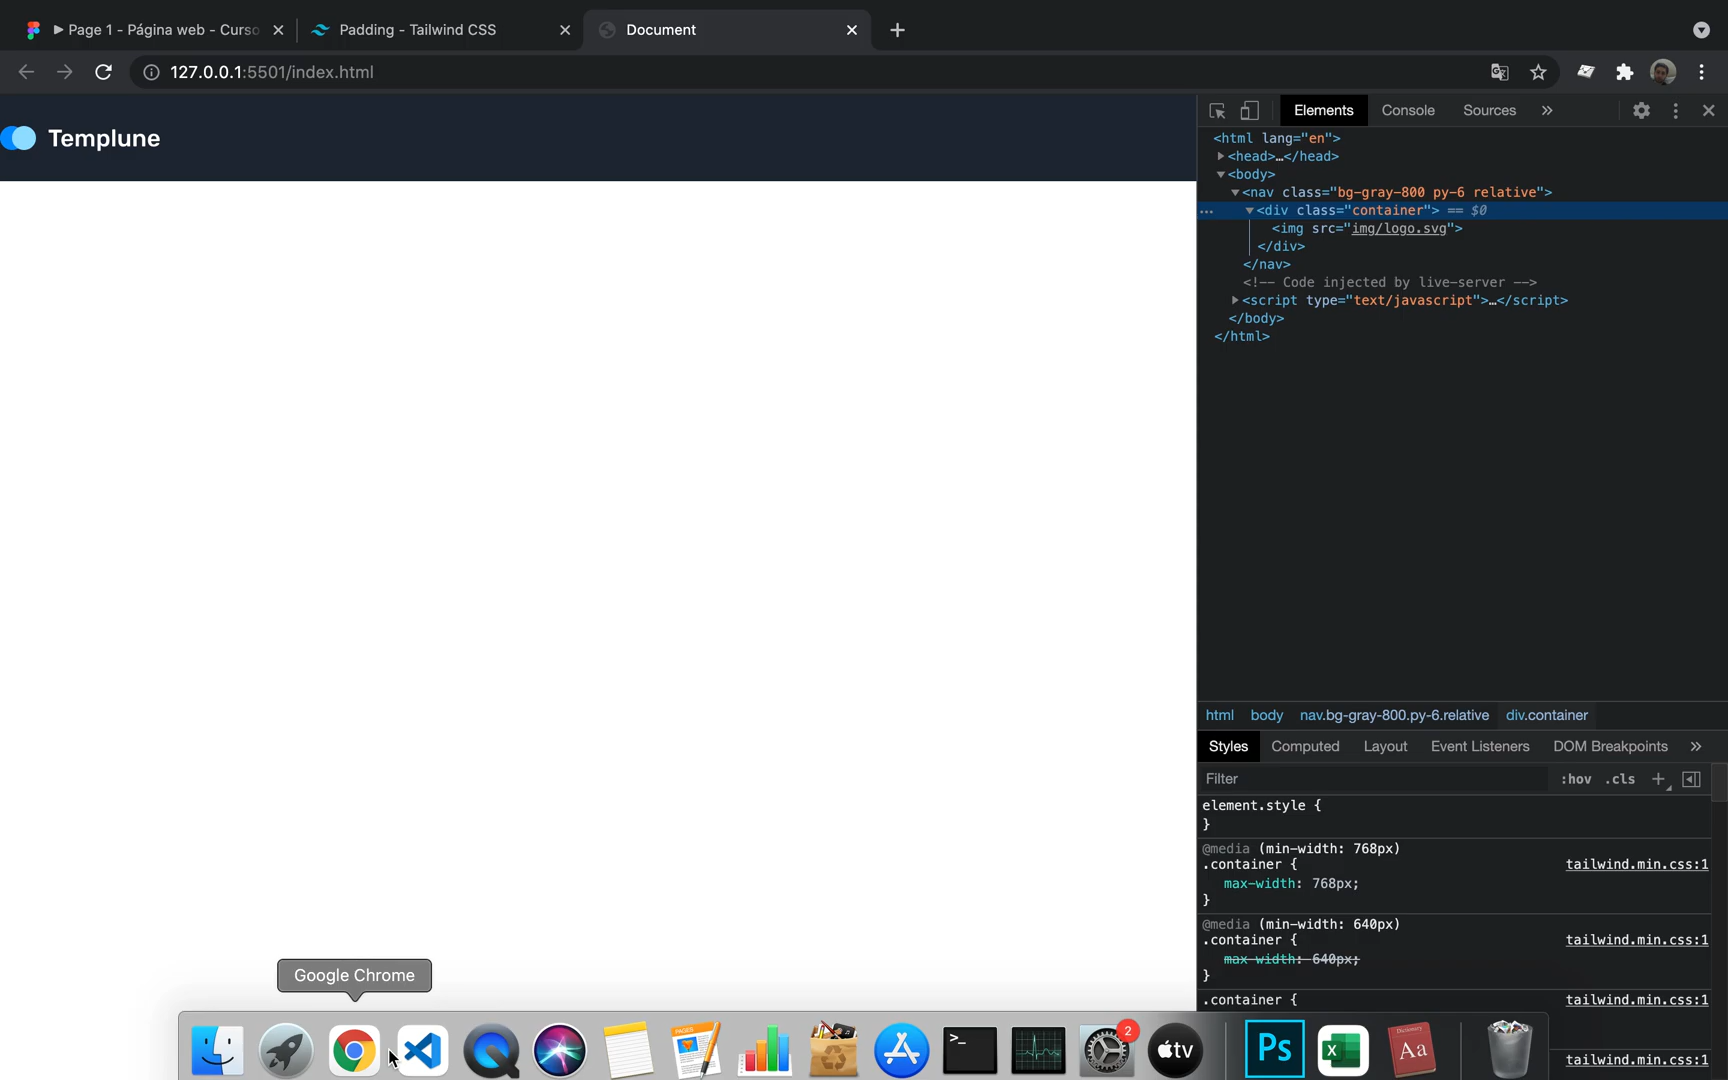 ▶ Page 1 - Página web - Curso
Padding - Tailwind CSS
Document
127.0.0.1:5501/index.html
Templune
Elements
Console
Sources
»
<html lang="en">
▶<head>…</head>
▼<body>
▼<nav class="bg-gray-800 py-6 relative">
▼<div class="container"> == $0
<img src="img/logo.svg">
</div>
</nav>
<!-- Code injected by live-server -->
▶<script type="text/javascript">…</script>
</body>
</html>
html body nav.bg-gray-800.py-6.relative div.container
Styles Computed Layout Event Listeners DOM Breakpoints »
Filter
:hov .cls +
element.style {
}
@media (min-width: 768px)
.container {
tailwind.min.css:1
max-width: 768px;
}
@media (min-width: 640px)
.container {
tailwind.min.css:1
max-width: 640px;
}
.container {
tailwind.min.css:1
tailwind.min.css:1
Google Chrome
PAGES
>_
2
tv
Ps
X
Dictionary
Aa